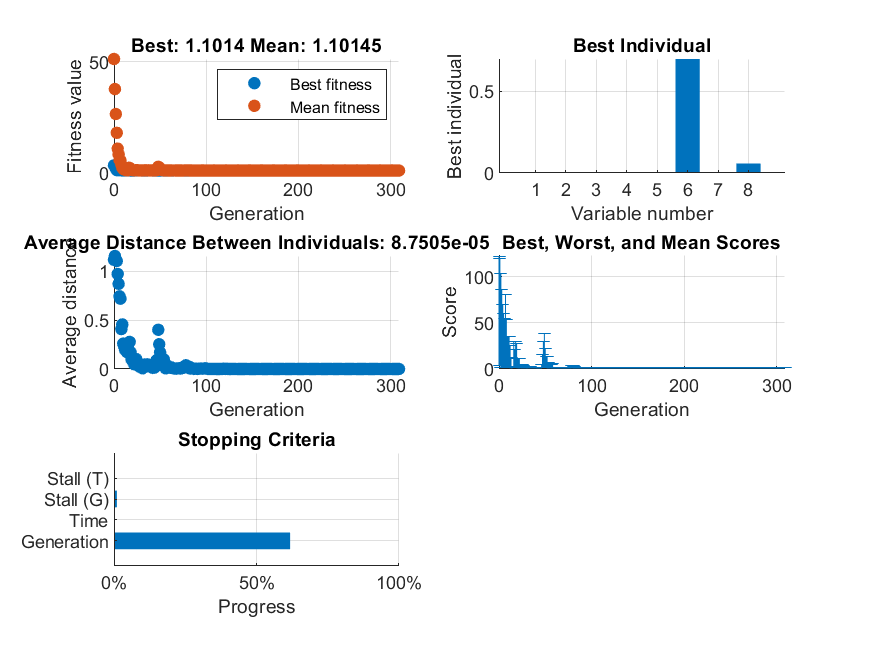 Best: 1.1014 Mean: 1.10145
Fitness value
50
0
Best fitness
Mean fitness
0 100 200 300
Generation
Best Individual
Best individual
0.5
0
1 2 3 4 5 6 7 8
Variable number
Average Distance Between Individuals: 8.7505e-05
Average distance
1
0.5
0
0 100 200 300
Generation
Best, Worst, and Mean Scores
Score
100
50
0
0 100 200 300
Generation
Stopping Criteria
Stall (T)
Stall (G)
Time
Generation
0% 50% 100%
Progress